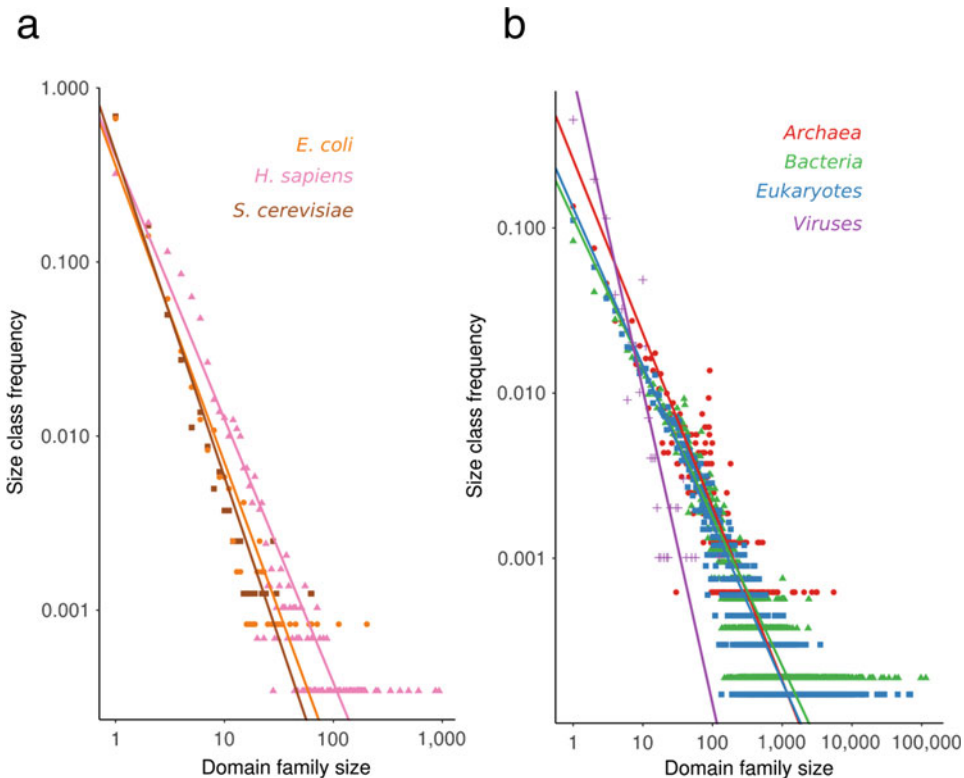 a
1.000
0.100
0.010
0.001
Size class frequency
E. coli
H. sapiens
S. cerevisiae
1
10
100
1,000
Domain family size
b
0.100
0.010
0.001
Size class frequency
Archaea
Bacteria
Eukaryotes
Viruses
1
10
100
1,000
10,000
100,000
Domain family size